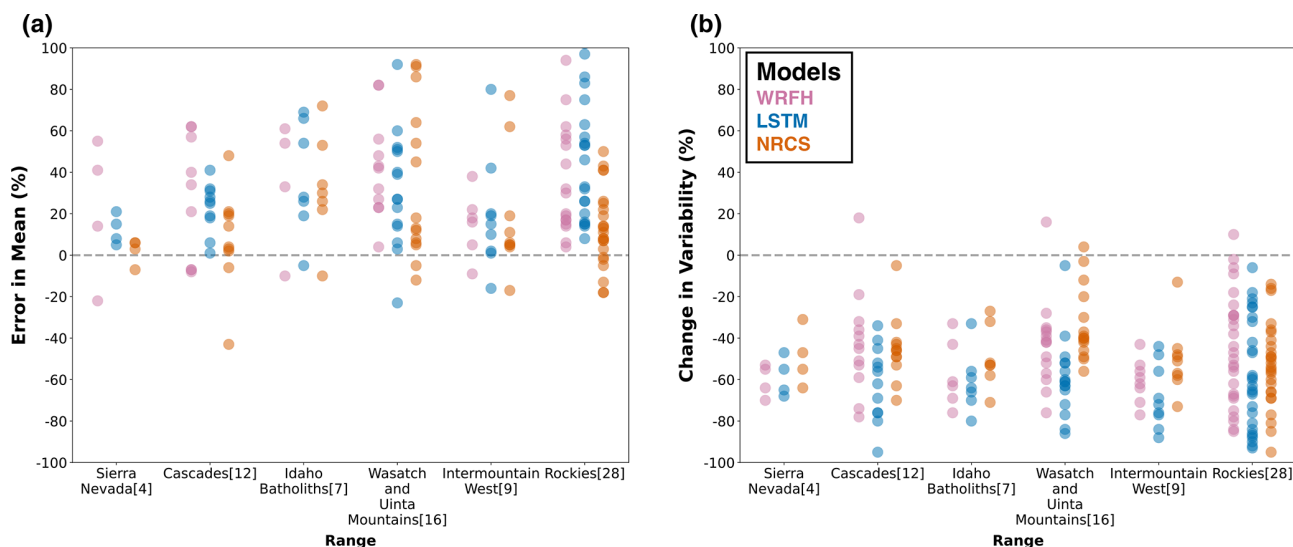 (a)
100
80
60
40
20
0
-20
-40
-60
-80
-100
Error in Mean (%)
Sierra
Nevada[4]
Cascades[12]
Idaho
Batholiths[7]
Wasatch
and
Uinta
Mountains[16]
Intermountain
West[9]
Rockies[28]
Range
(b)
100
80
60
40
20
0
-20
-40
-60
-80
-100
Change in Variability (%)
Models
WRFH
LSTM
NRCS
Sierra
Nevada[4]
Cascades[12]
Idaho
Batholiths[7]
Wasatch
and
Uinta
Mountains[16]
Intermountain
West[9]
Rockies[28]
Range